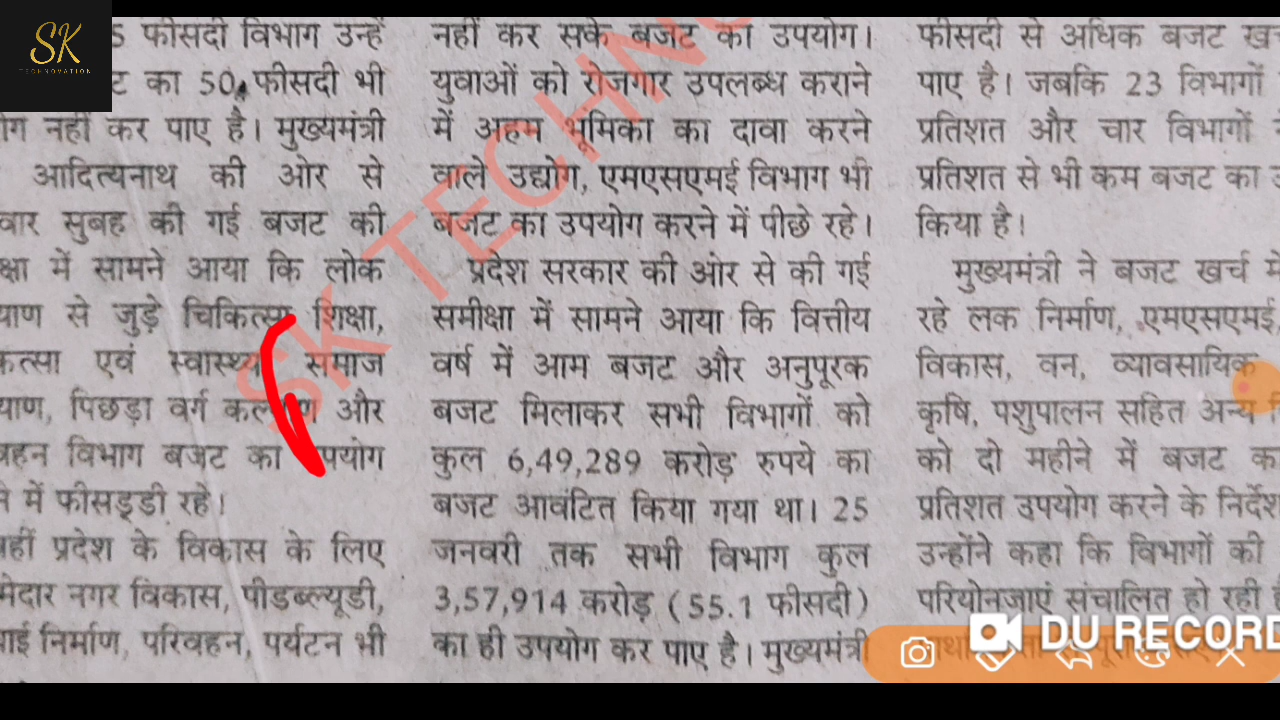 SK
TECHNOVATION
फीसदी विभाग उन्हें
का 50 फीसदी भी
नहीं कर पाए है। मुख्यमंत्री
आदित्यनाथ की ओर से
सुबह की गई बजट की
में सामने आया कि लोक
से जुड़े चिकित्सा शिक्षा,
एवं स्वास्थ्य समाज
पिछड़ा वर्ग कल्याण और
विभाग बजट का उपयोग
में फीसड्डी रहे।
प्रदेश के विकास के लिए
नगर विकास, पीडब्ल्यूडी,
निर्माण, परिवहन, पर्यटन भी
नहीं कर सके बजट का उपयोग।
युवाओं को रोजगार उपलब्ध कराने
में अहम भूमिका का दावा करने
वाले उद्योग, एमएसएमई विभाग भी
बजट का उपयोग करने में पीछे रहे।
प्रदेश सरकार की ओर से की गई
समीक्षा में सामने आया कि वित्तीय
वर्ष में आम बजट और अनुपूरक
बजट मिलाकर सभी विभागों को
कुल 6,49,289 करोड़ रुपये का
बजट आवंटित किया गया था। 25
जनवरी तक सभी विभाग कुल
3,57,914 करोड़ (55.1 फीसदी)
का ही उपयोग कर पाए है। मुख्यमंत्री
फीसदी से अधिक बजट
पाए है। जबकि 23 विभागों
प्रतिशत और चार विभागों
प्रतिशत से भी कम बजट का
किया है।
मुख्यमंत्री ने बजट खर्च में
रहे लक निर्माण, एमएसएमई
विकास, वन, व्यावसायिक
कृषि, पशुपालन सहित अन्य
को दो महीने में बजट
प्रतिशत उपयोग करने के
उन्होंने कहा कि विभागों की
परियोनजाएं संचालित हो रही
SK TECHNO
DU RECORD